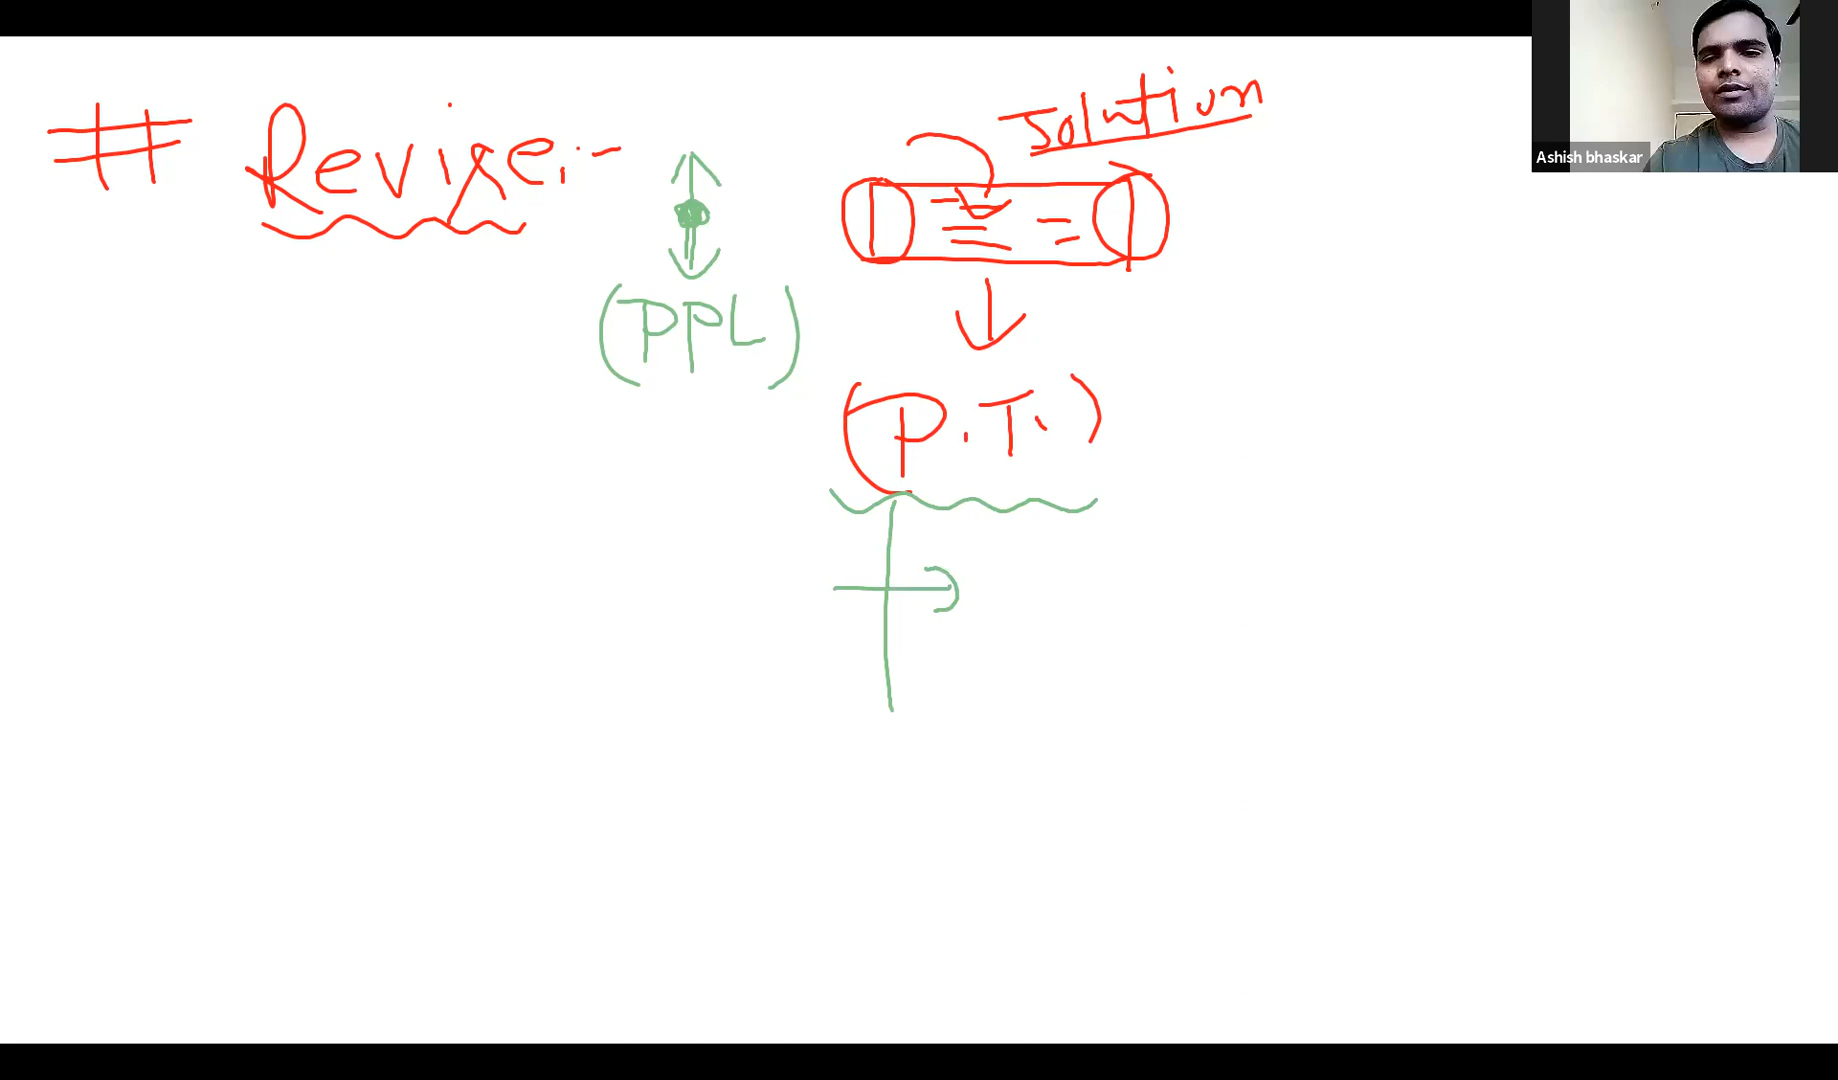 # Revise:-
Solution
(PPL)
(P.T.)
Ashish bhaskar